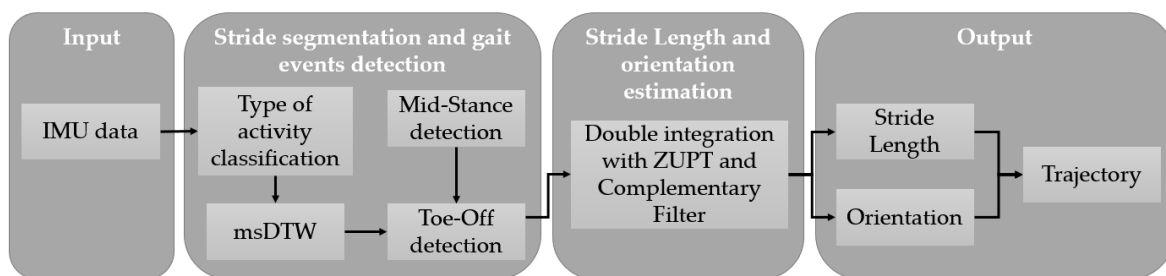 Input
IMU data
Stride segmentation and gait
events detection
Type of
activity
classification
msDTW
Mid-Stance
detection
Toe-Off
detection
Stride Length and
orientation
estimation
Double integration
with ZUPT and
Complementary
Filter
Output
Stride
Length
Orientation
Trajectory